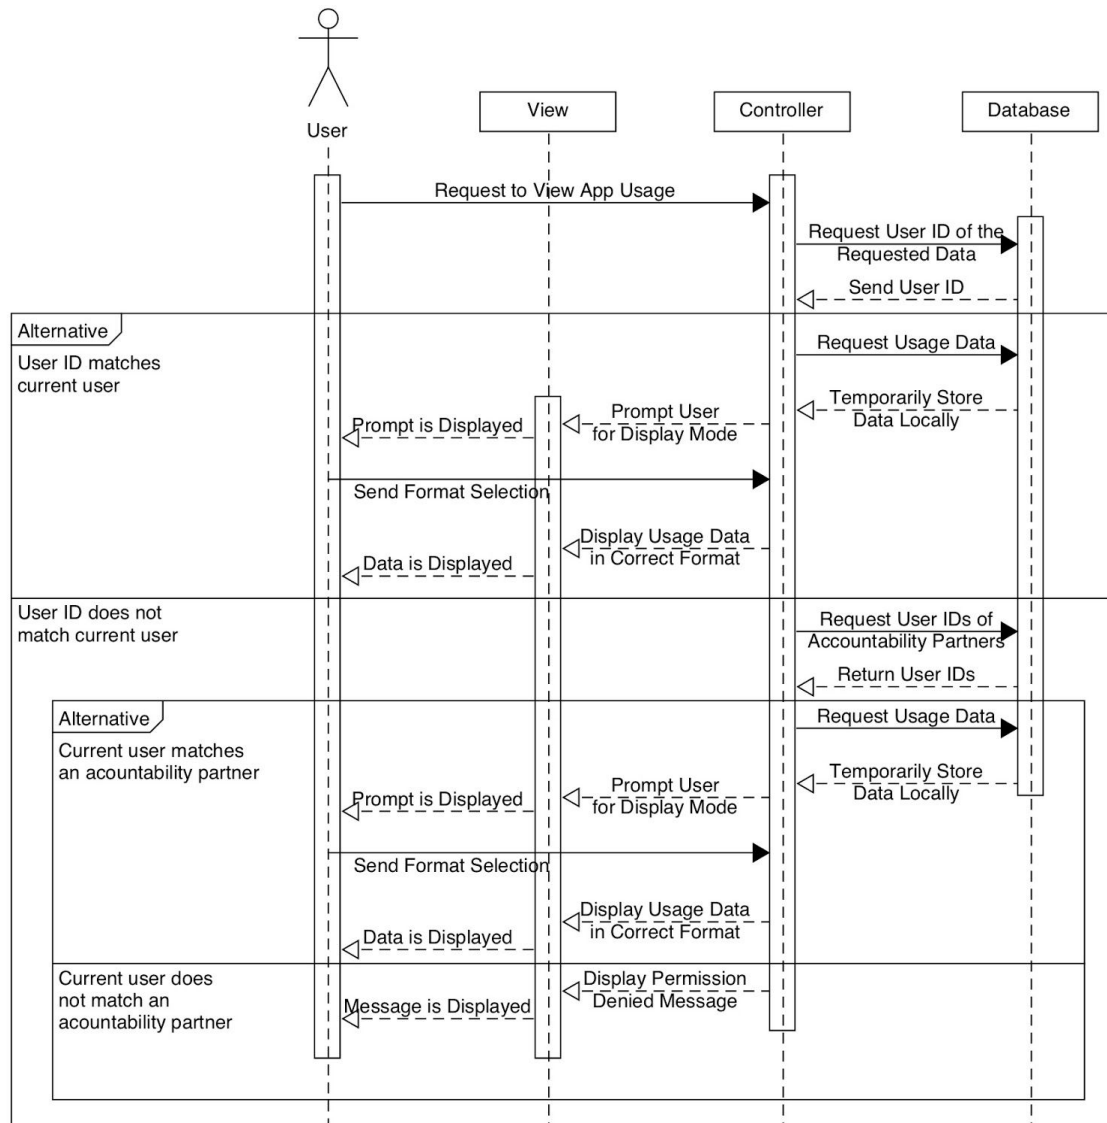 User
View
Controller
Database
Request to View App Usage
Request User ID of the
Requested Data
Send User ID
Alternative
User ID matches
current user
Request Usage Data
Temporarily Store
Data Locally
Prompt User
for Display Mode
Prompt is Displayed
Send Format Selection
Display Usage Data
in Correct Format
Data is Displayed
User ID does not
match current user
Request User IDs of
Accountability Partners
Return User IDs
Alternative
Current user matches
an acountability partner
Request Usage Data
Temporarily Store
Data Locally
Prompt User
for Display Mode
Prompt is Displayed
Send Format Selection
Display Usage Data
in Correct Format
Data is Displayed
Current user does
not match an
acountability partner
Display Permission
Denied Message
Message is Displayed